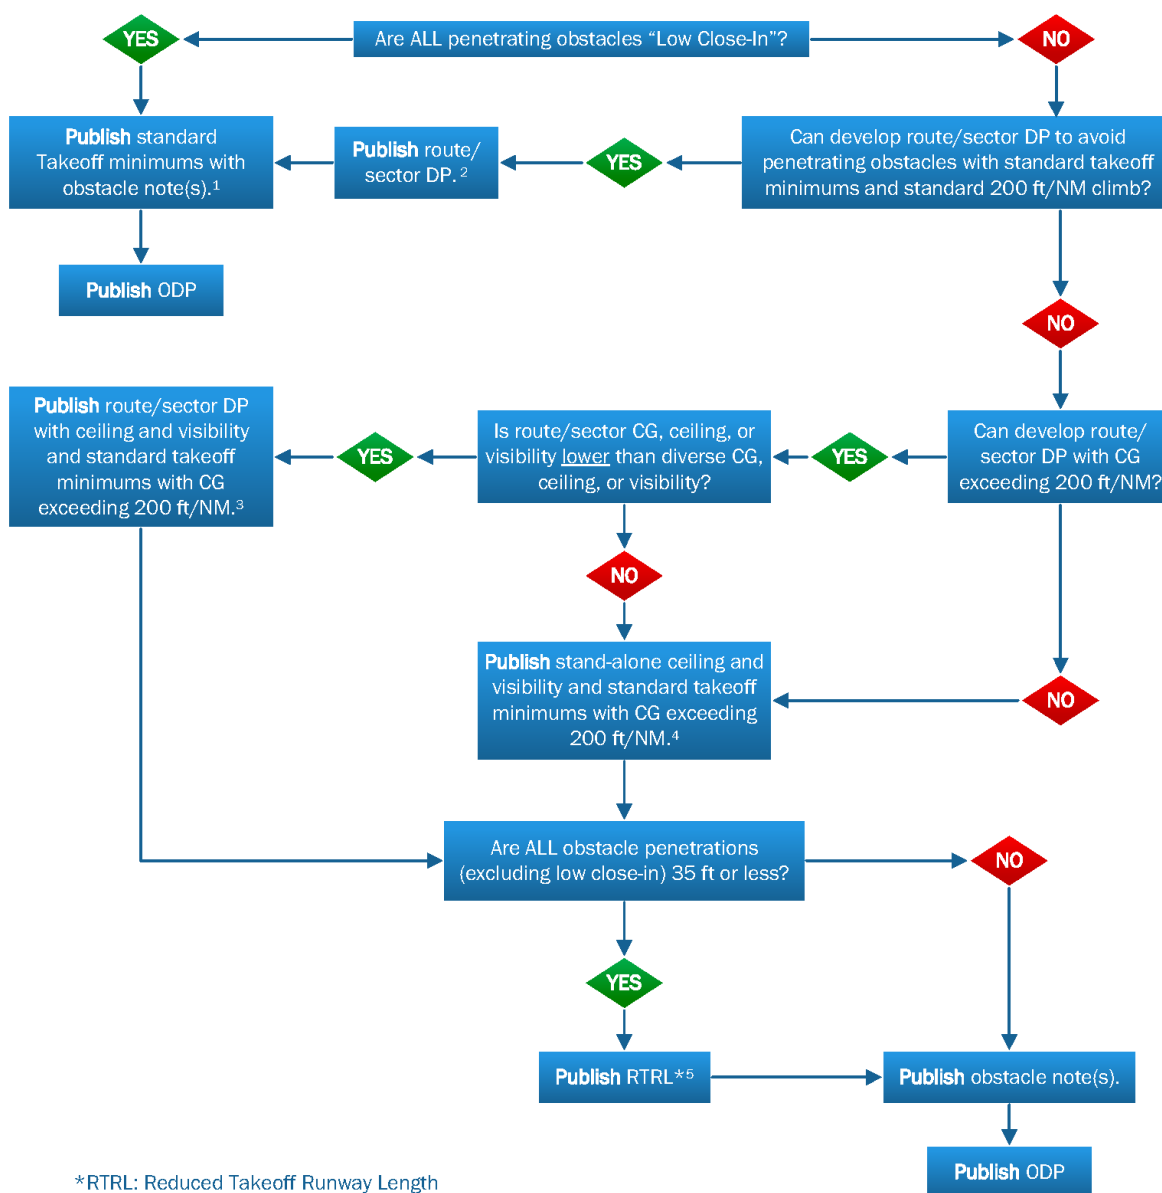 YES
Are ALL penetrating obstacles “Low Close-In”?
NO
Publish standard
Takeoff minimums with
obstacle note(s).¹
Publish route/
sector DP. ²
YES
Can develop route/sector DP to avoid
penetrating obstacles with standard takeoff
minimums and standard 200 ft/NM climb?
Publish ODP
NO
Publish route/sector DP
with ceiling and visibility
and standard takeoff
minimums with CG
exceeding 200 ft/NM.³
YES
Is route/sector CG, ceiling, or
visibility lower than diverse CG,
ceiling, or visibility?
YES
Can develop route/
sector DP with CG
exceeding 200 ft/NM?
NO
Publish stand-alone ceiling and
visibility and standard takeoff
minimums with CG exceeding
200 ft/NM.⁴
NO
Are ALL obstacle penetrations
(excluding low close-in) 35 ft or less?
NO
YES
Publish RTRL*⁵
Publish obstacle note(s).
Publish ODP
*RTRL: Reduced Takeoff Runway Length